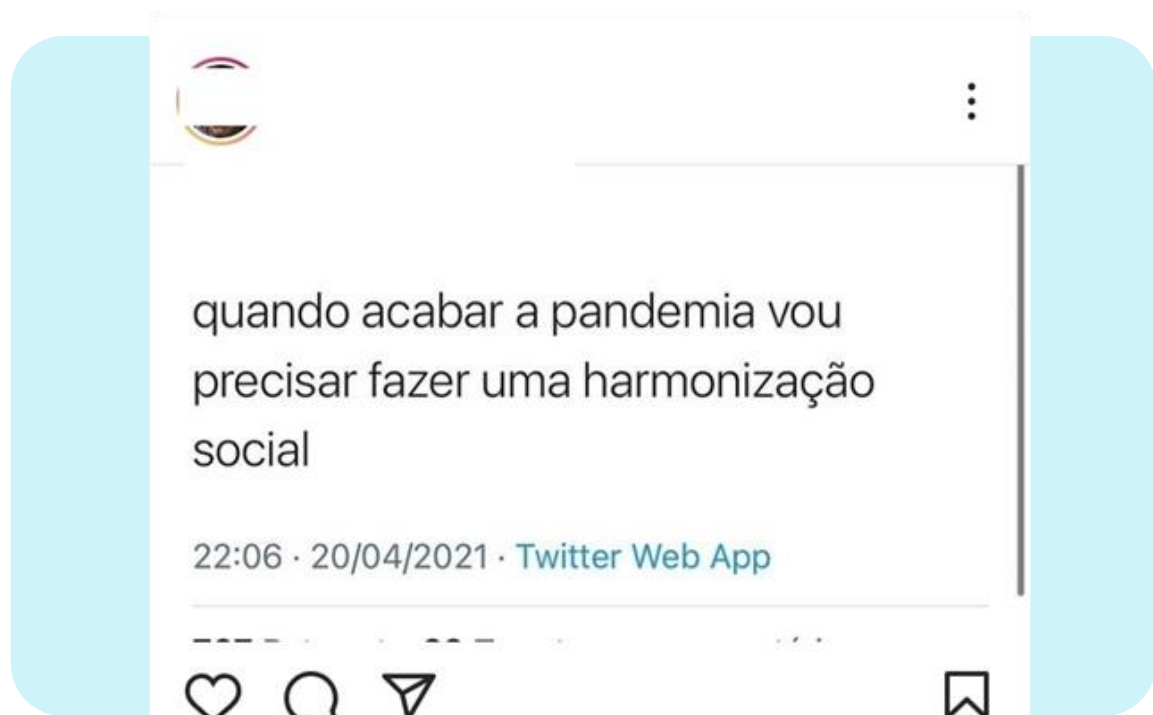 quando acabar a pandemia vou
precisar fazer uma harmonização
social
22:06 · 20/04/2021 · Twitter Web App